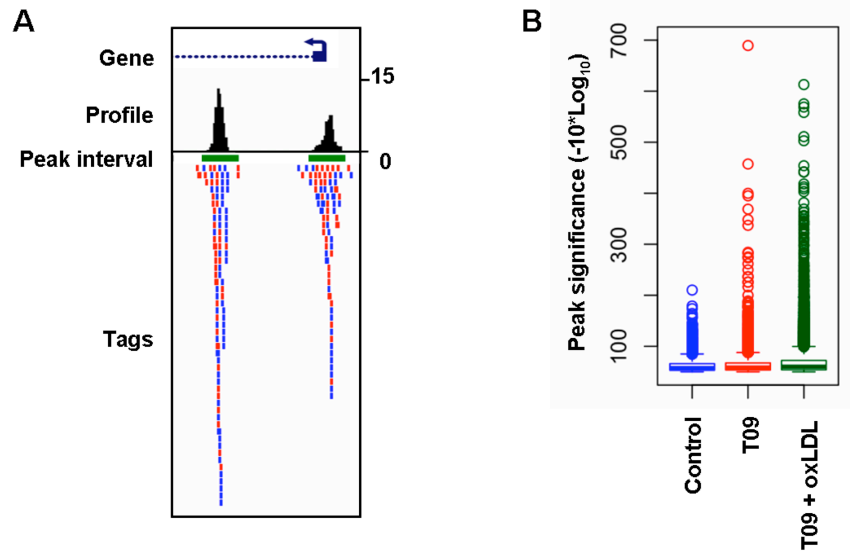 A
Gene
15
Profile
Peak interval
0
Tags
B
Peak significance (-10*Log10)
700
500
300
100
Control
T09
T09 + oxLDL